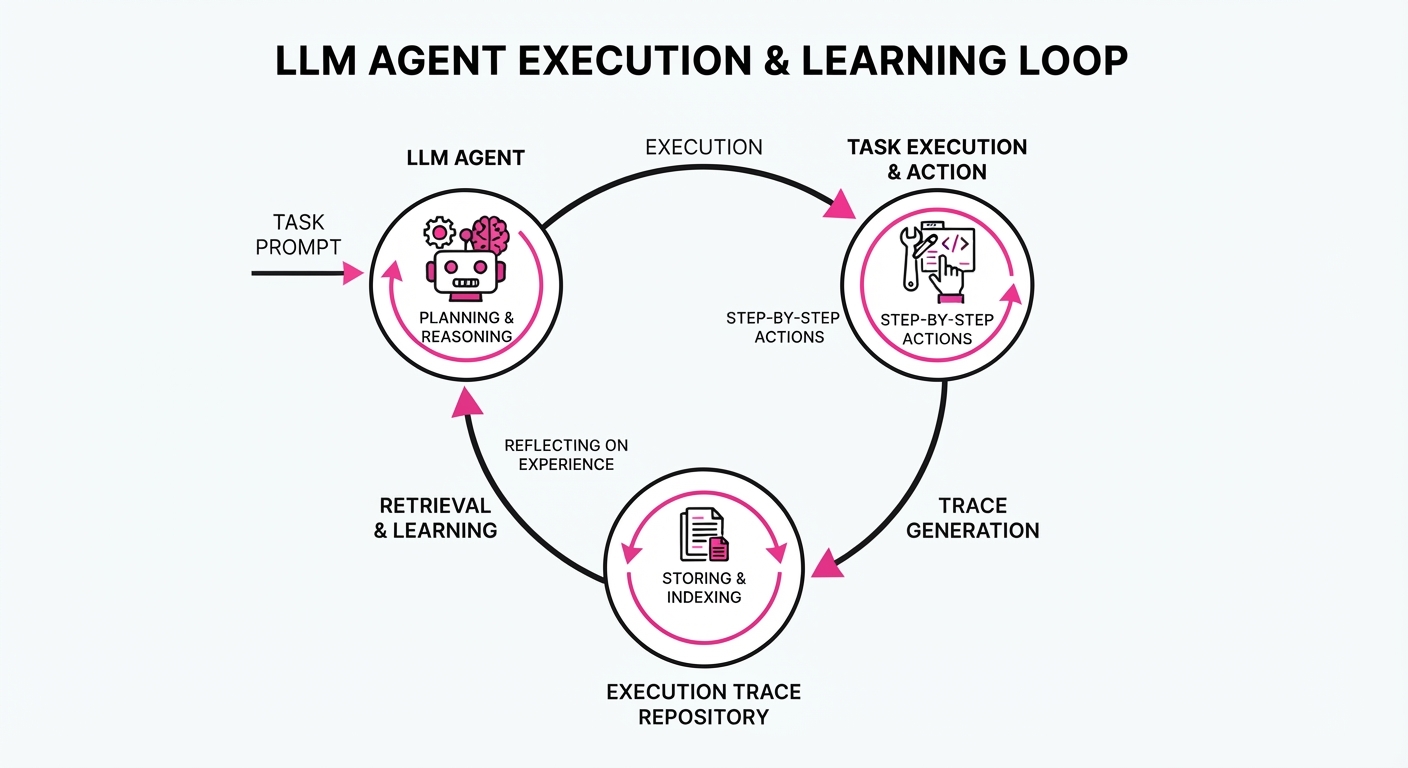 LLM AGENT EXECUTION & LEARNING LOOP
LLM AGENT
EXECUTION
TASK EXECUTION
& ACTION
TASK
PROMPT
</>
PLANNING &
REASONING
STEP-BY-STEP
ACTIONS
STEP-BY-STEP
ACTIONS
REFLECTING ON
EXPERIENCE
RETRIEVAL
& LEARNING
TRACE
GENERATION
STORING &
INDEXING
EXECUTION TRACE
REPOSITORY